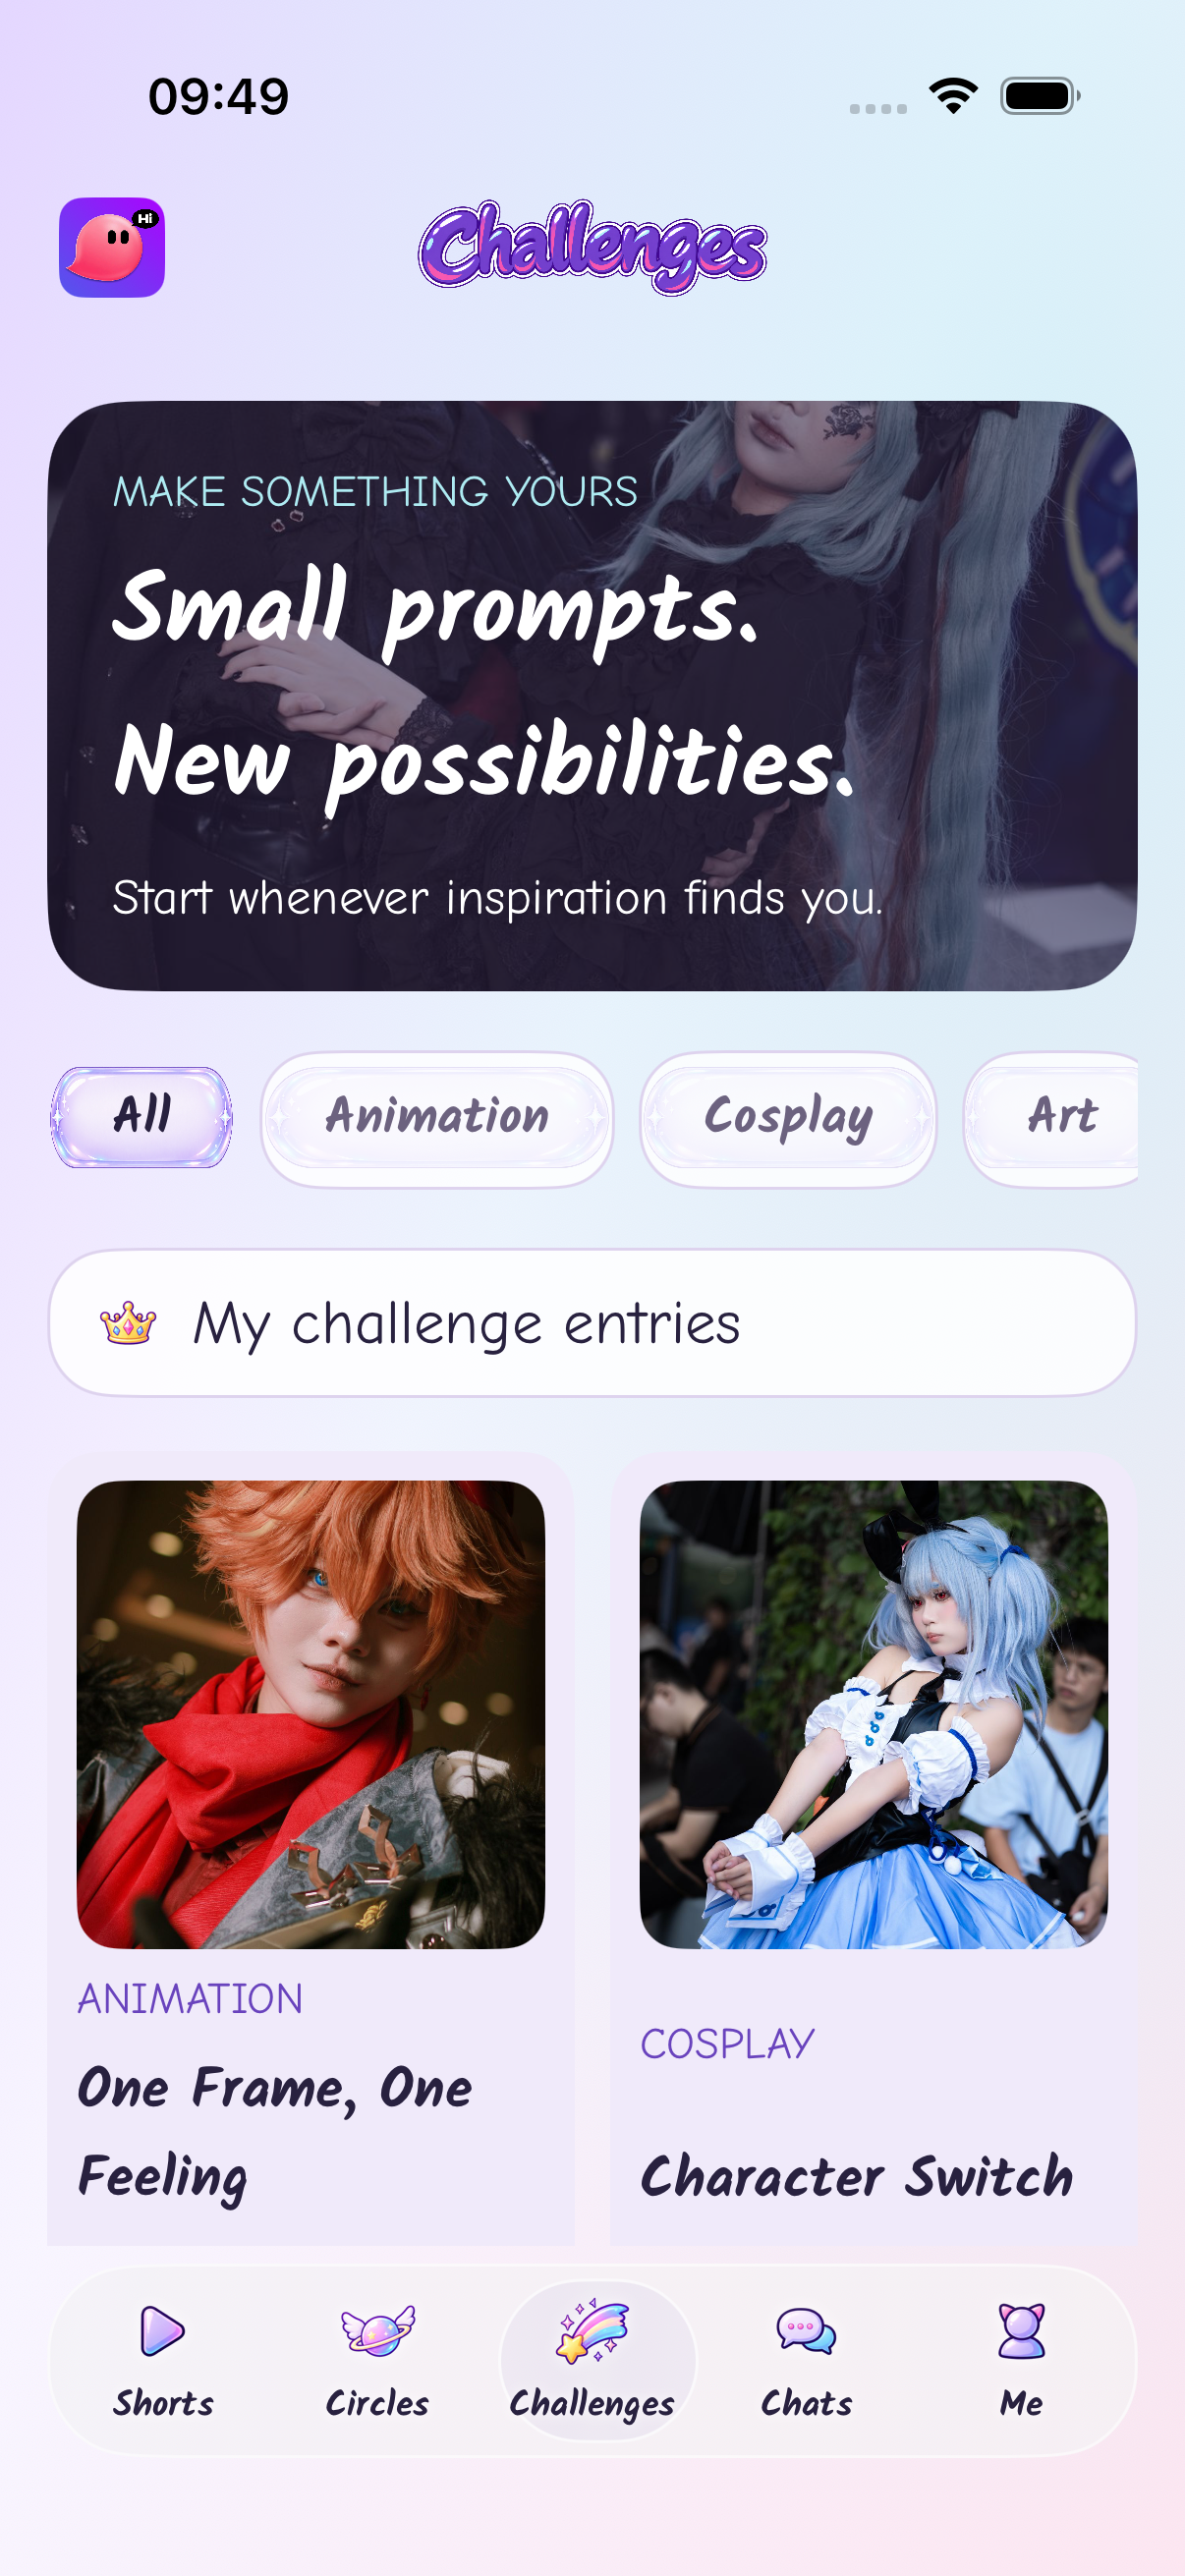 09:49
Hi
Challenges
MAKE SOMETHING YOURS
Small prompts.
New possibilities.
Start whenever inspiration finds you.
All
Animation
Cosplay
Art
My challenge entries
ANIMATION
One Frame, One
Feeling
COSPLAY
Character Switch
Shorts
Circles
Challenges
Chats
Me